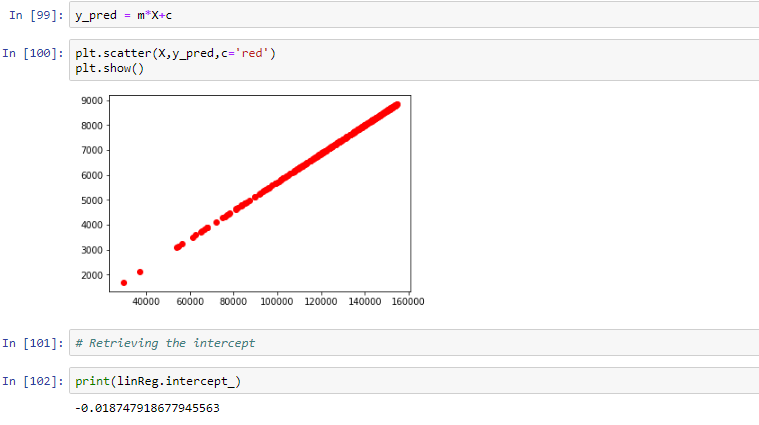 In [99]: y_pred = m*X+c
In [100]: plt.scatter(X,y_pred,c='red')
plt.show()
9000
8000
7000
6000
5000
4000
3000
2000
40000 60000 80000 100000 120000 140000 160000
In [101]: # Retrieving the intercept
In [102]: print(linReg.intercept_)
-0.018747918677945563